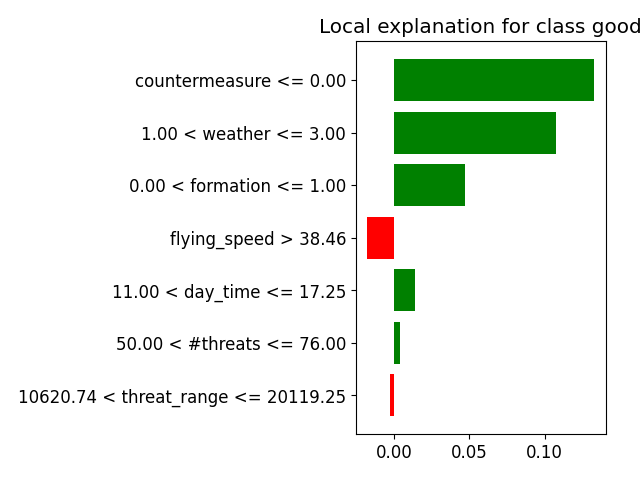 Local explanation for class good
countermeasure <= 0.00
1.00 < weather <= 3.00
0.00 < formation <= 1.00
flying_speed > 38.46
11.00 < day_time <= 17.25
50.00 < #threats <= 76.00
10620.74 < threat_range <= 20119.25
0.00 0.05 0.10